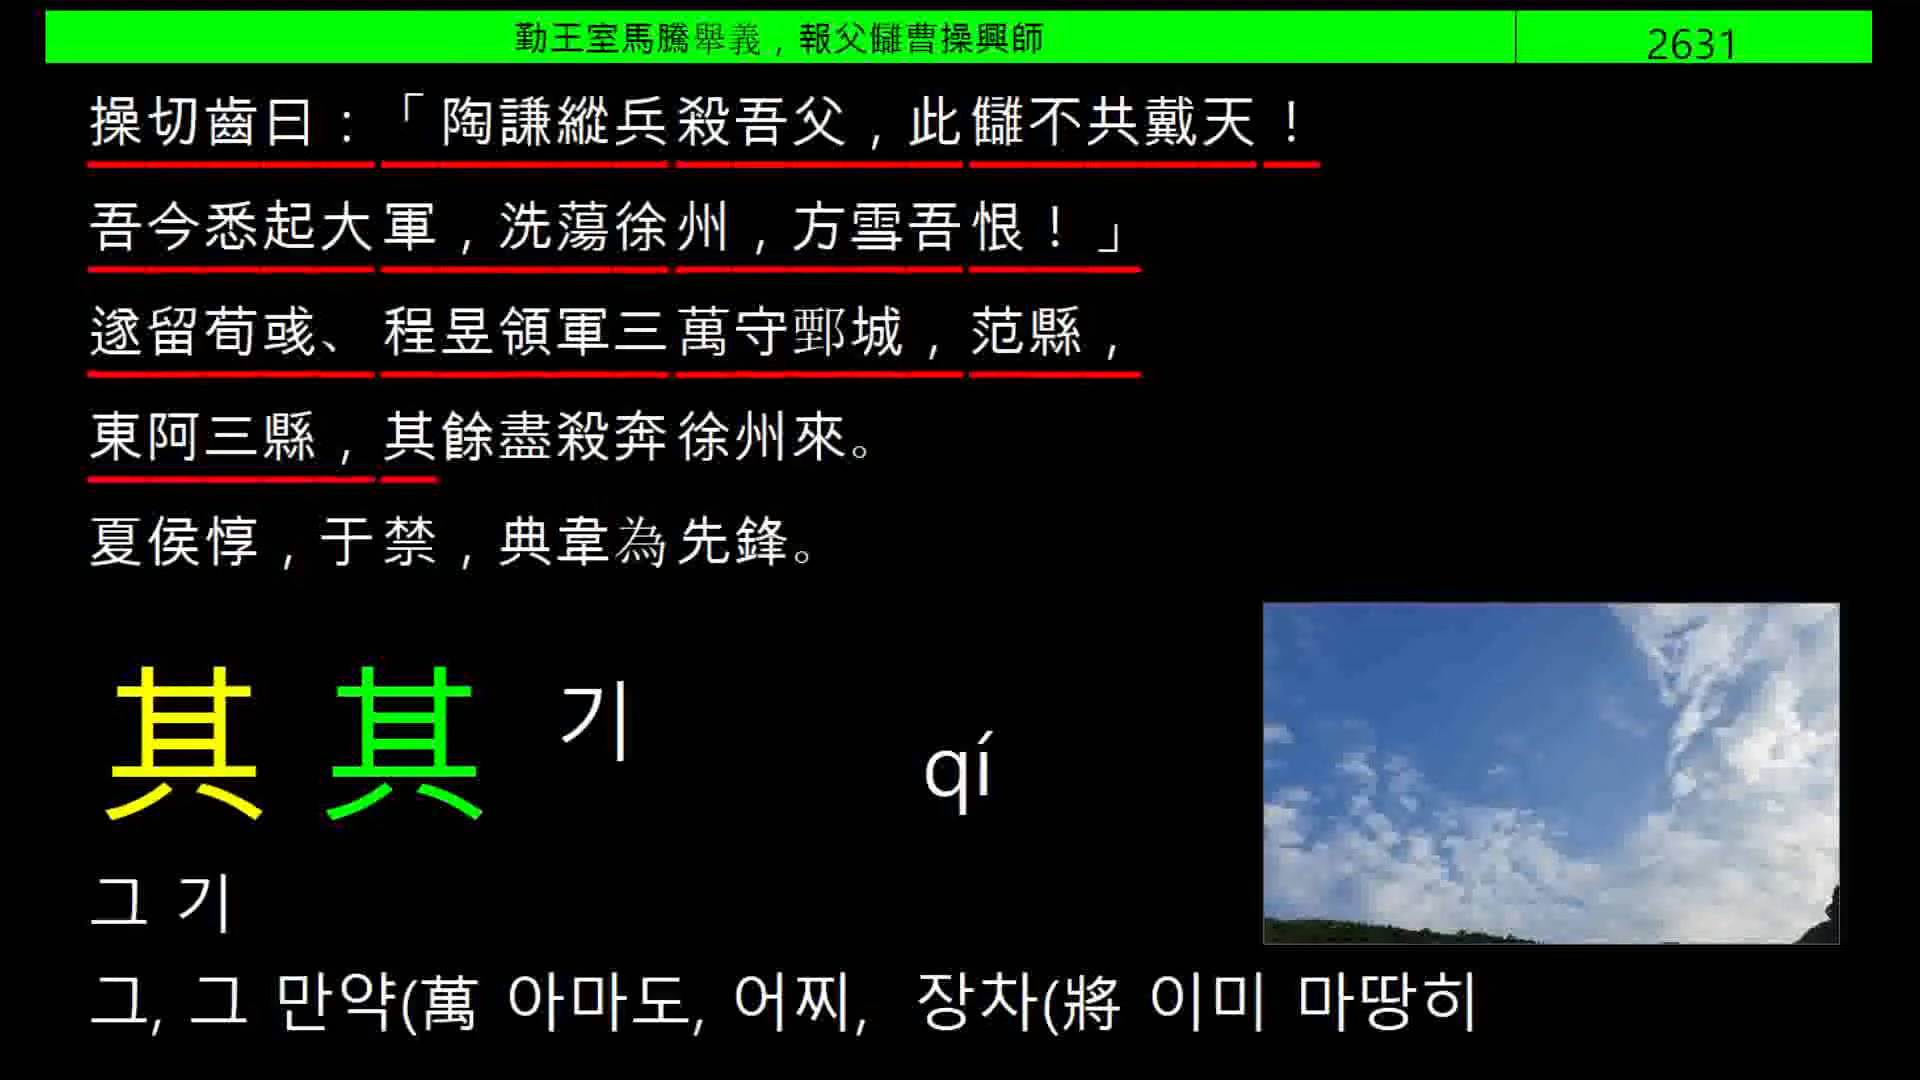 勤王室馬騰舉義，報父讎曹操興師
2631
操切齒曰：「陶謙縱兵殺吾父，此讎不共戴天！
吾今悉起大軍，洗蕩徐州，方雪吾恨！」
遂留荀彧、程昱領軍三萬守鄄城，范縣，
東阿三縣，其餘盡殺奔徐州來。
夏侯惇，于禁，典韋為先鋒。
其 其 기 qí
그 기
그, 그 만약(萬 아마도, 어찌, 장차(將 이미 마땅히